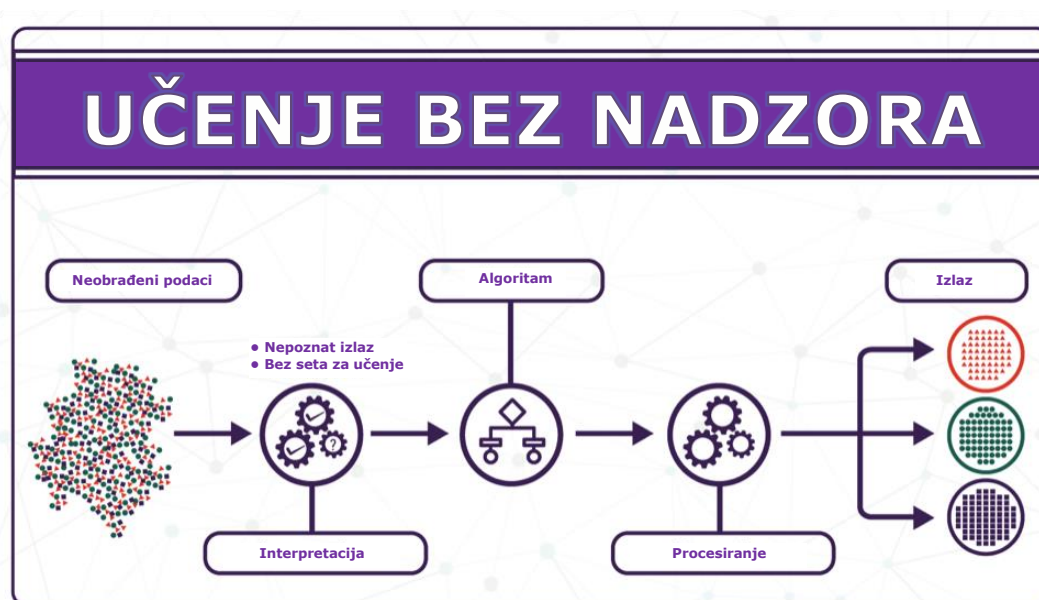 UČENJE BEZ NADZORA
Neobrađeni podaci
Algoritam
Izlaz
• Nepoznat izlaz
• Bez seta za učenje
?
Interpretacija
Procesiranje